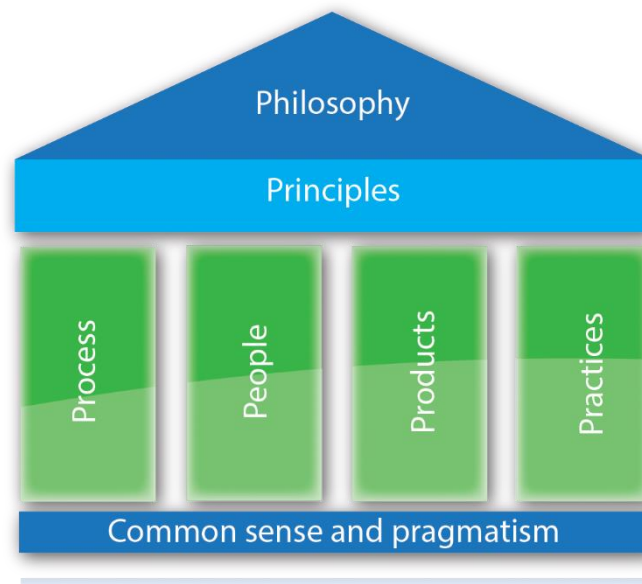 Philosophy
Principles
Process
People
Products
Practices
Common sense and pragmatism